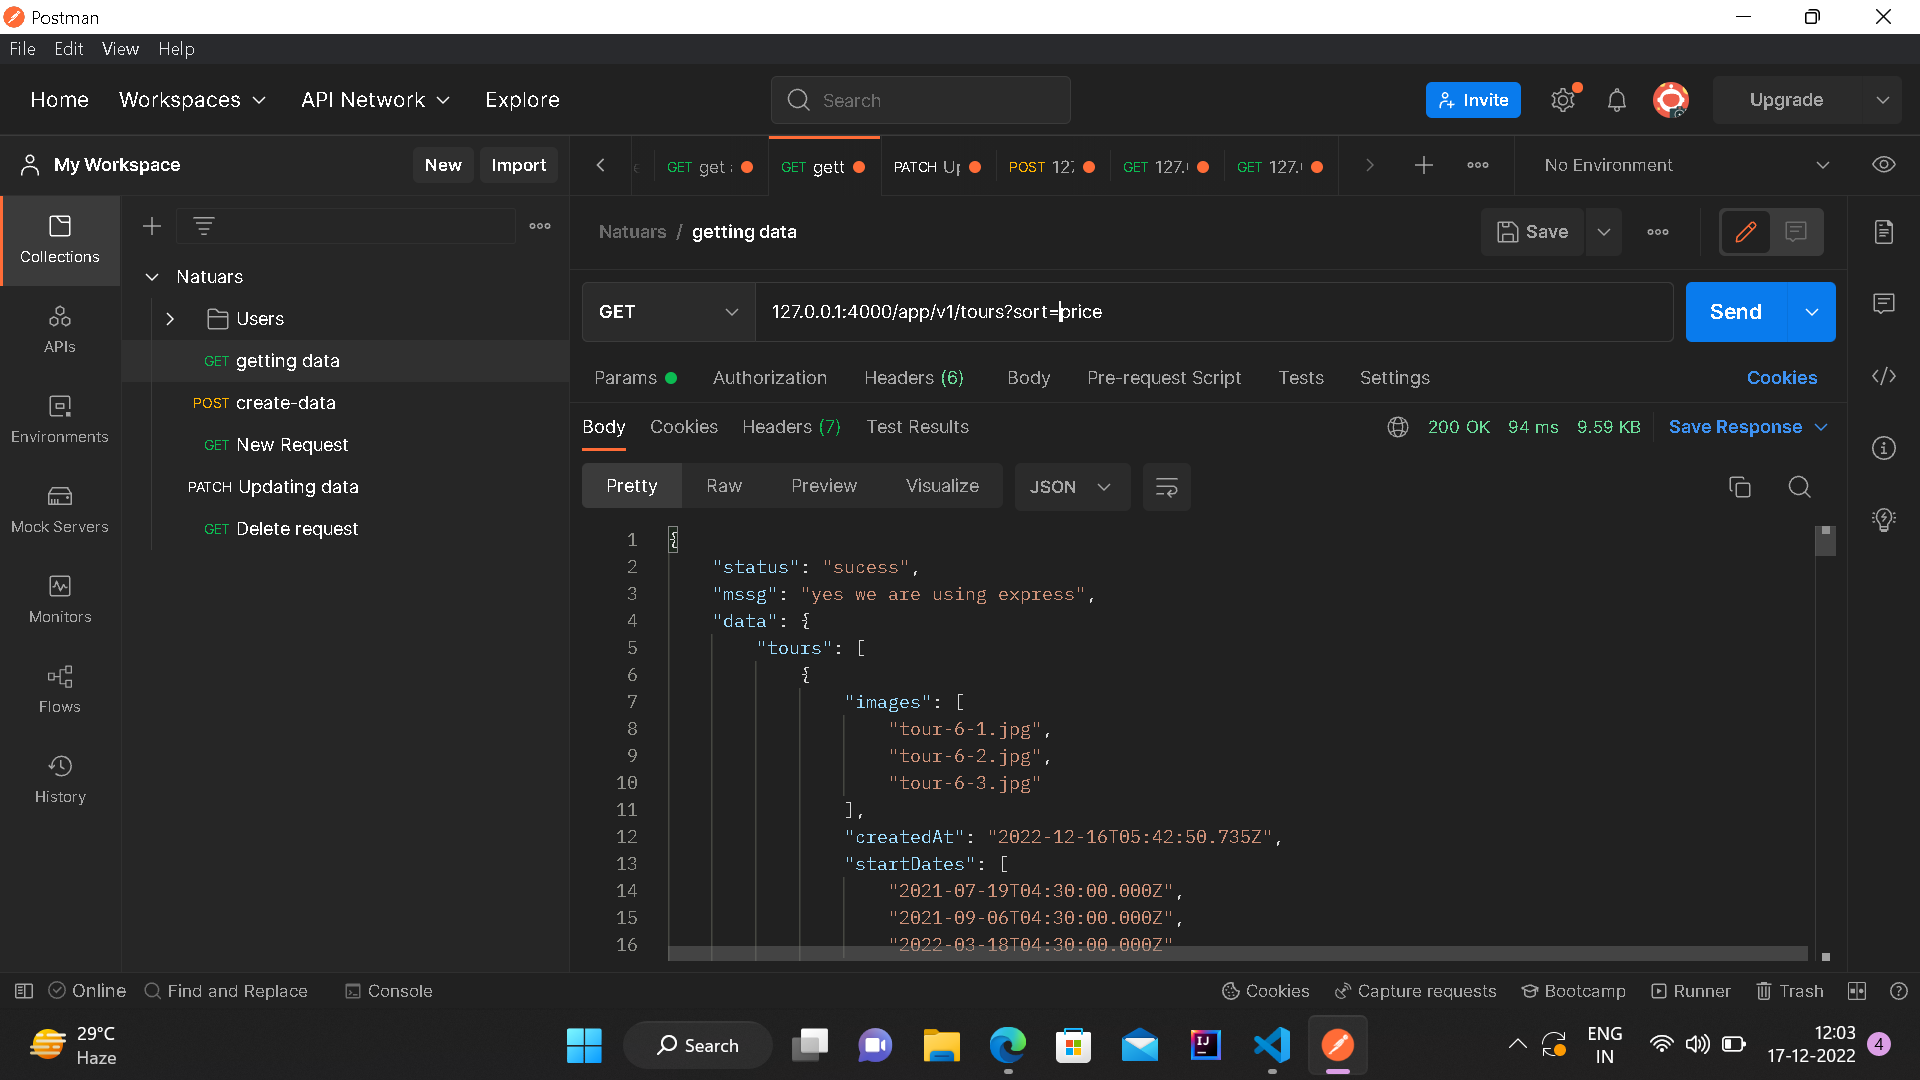 Postman
File Edit View Help
Home Workspaces API Network Explore Search Invite Upgrade
My Workspace New Import GET get PATCH POST GET 127. GET 127. No Environment
GET gett
Collections
APIs
Environments
Mock Servers
Monitors
Flows
History
Natuars
Users
GET getting data
POST create-data
GET New Request
PATCH Updating data
GET Delete request
Natuars / getting data Save
GET 127.0.0.1:4000/app/v1/tours?sort=price Send
Params Authorization Headers (6) Body Pre-request Script Tests Settings Cookies
Body Cookies Headers (7) Test Results 200 OK 94 ms 9.59 KB Save Response
Pretty Raw Preview Visualize JSON
1 {
2 "status": "sucess",
3 "mssg": "yes we are using express",
4 "data": {
5 "tours": [
6 {
7 "images": [
8 "tour-6-1.jpg",
9 "tour-6-2.jpg",
10 "tour-6-3.jpg"
11 ],
12 "createdAt": "2022-12-16T05:42:50.735Z",
13 "startDates": [
14 "2021-07-19T04:30:00.000Z",
15 "2021-09-06T04:30:00.000Z",
16 "2022-03-18T04:30:00.000Z"
Online Find and Replace Console Cookies Capture requests Bootcamp Runner Trash
29°C
Haze
Search
ENG
IN
12:03
17-12-2022
4